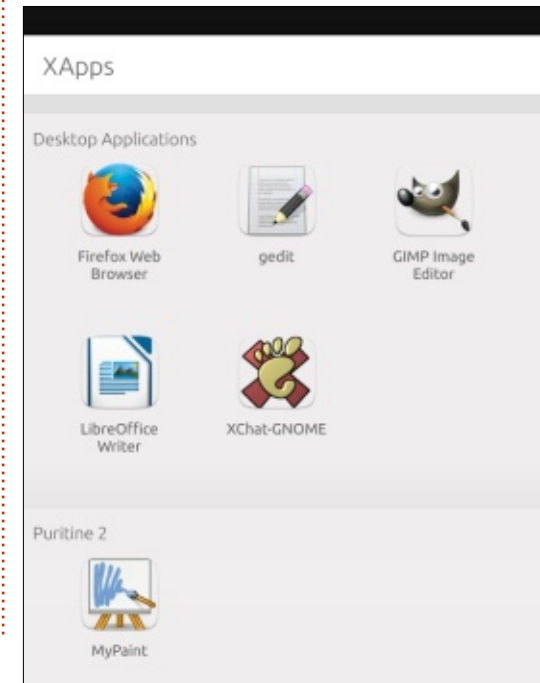 XApps
Desktop Applications
Firefox Web
Browser
gedit
GIMP Image
Editor
LibreOffice
Writer
XChat-GNOME
Puritine 2
MyPaint